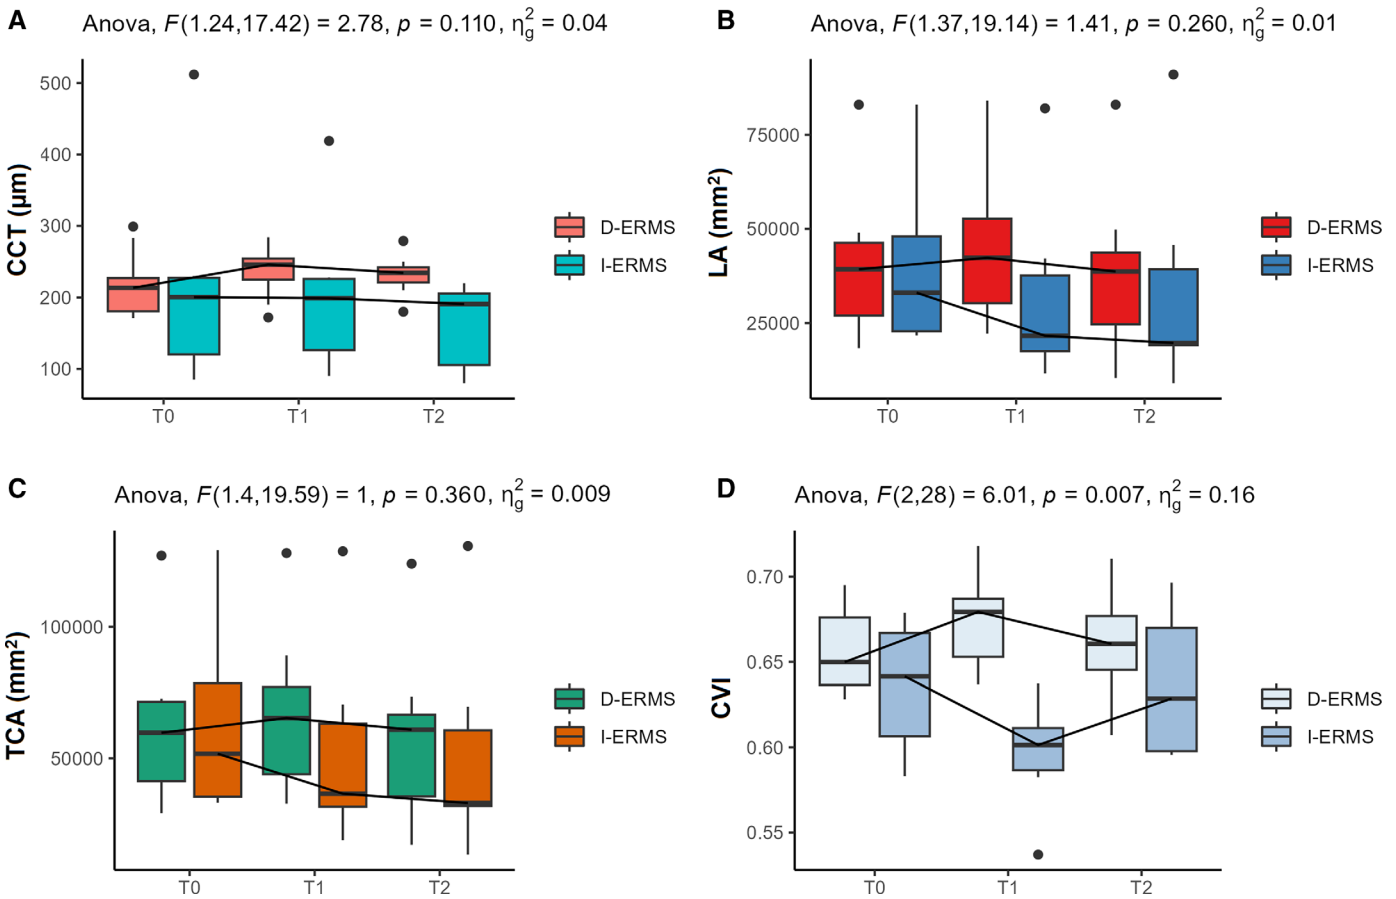 A
Anova, F(1.24,17.42) = 2.78, p = 0.110, η²g = 0.04
CCT (μm)
500
400
300
200
100
T0
T1
T2
D-ERMS
I-ERMS
B
Anova, F(1.37,19.14) = 1.41, p = 0.260, η²g = 0.01
LA (mm²)
75000
50000
25000
T0
T1
T2
D-ERMS
I-ERMS
C
Anova, F(1.4,19.59) = 1, p = 0.360, η²g = 0.009
TCA (mm²)
100000
50000
T0
T1
T2
D-ERMS
I-ERMS
D
Anova, F(2,28) = 6.01, p = 0.007, η²g = 0.16
CVI
0.70
0.65
0.60
0.55
T0
T1
T2
D-ERMS
I-ERMS